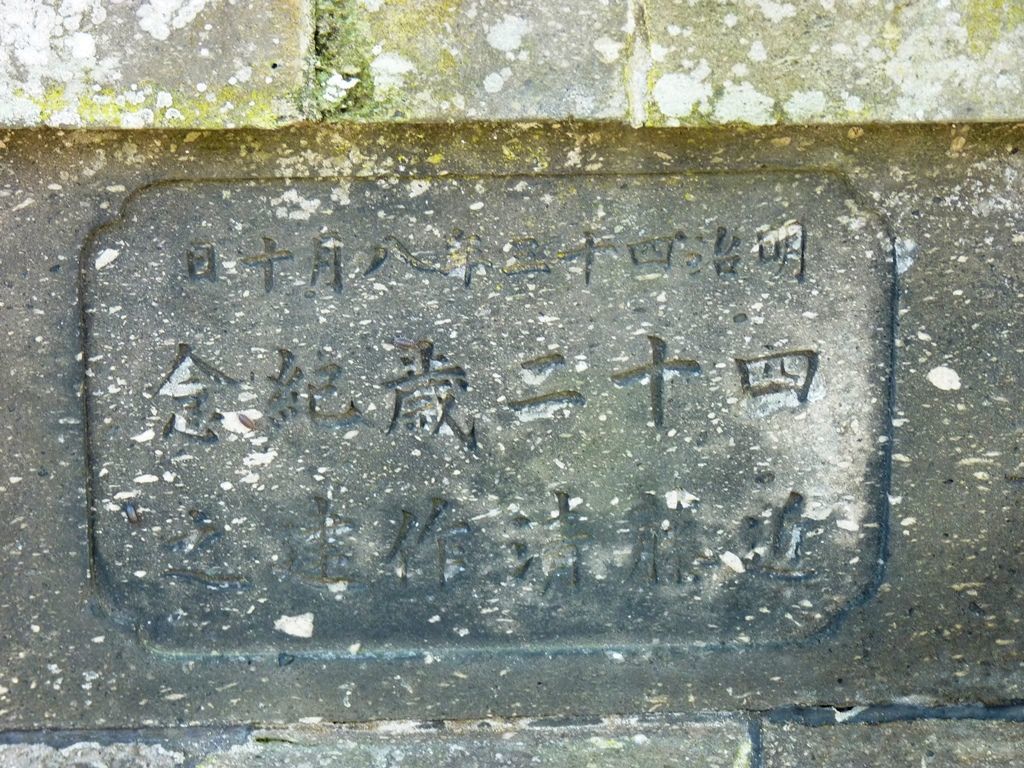 明治四十三年八月十日
四十二歳紀念
近藤清作建之